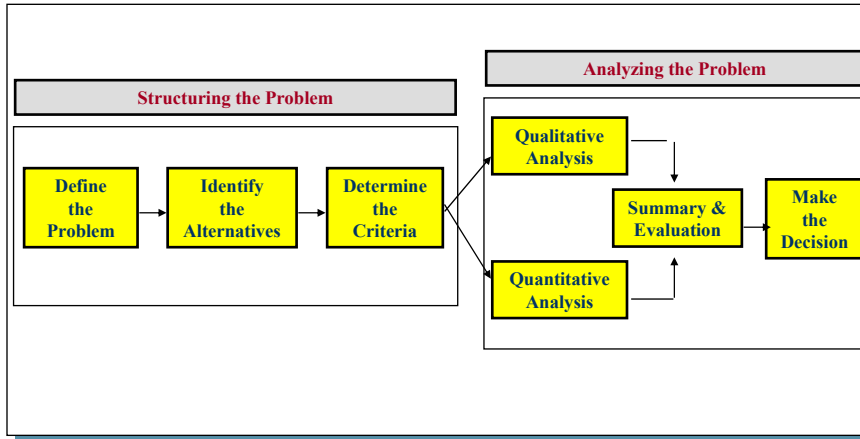 Structuring the Problem
Define
the
Problem
Identify
the
Alternatives
Determine
the
Criteria
Analyzing the Problem
Qualitative
Analysis
Quantitative
Analysis
Summary &
Evaluation
Make
the
Decision